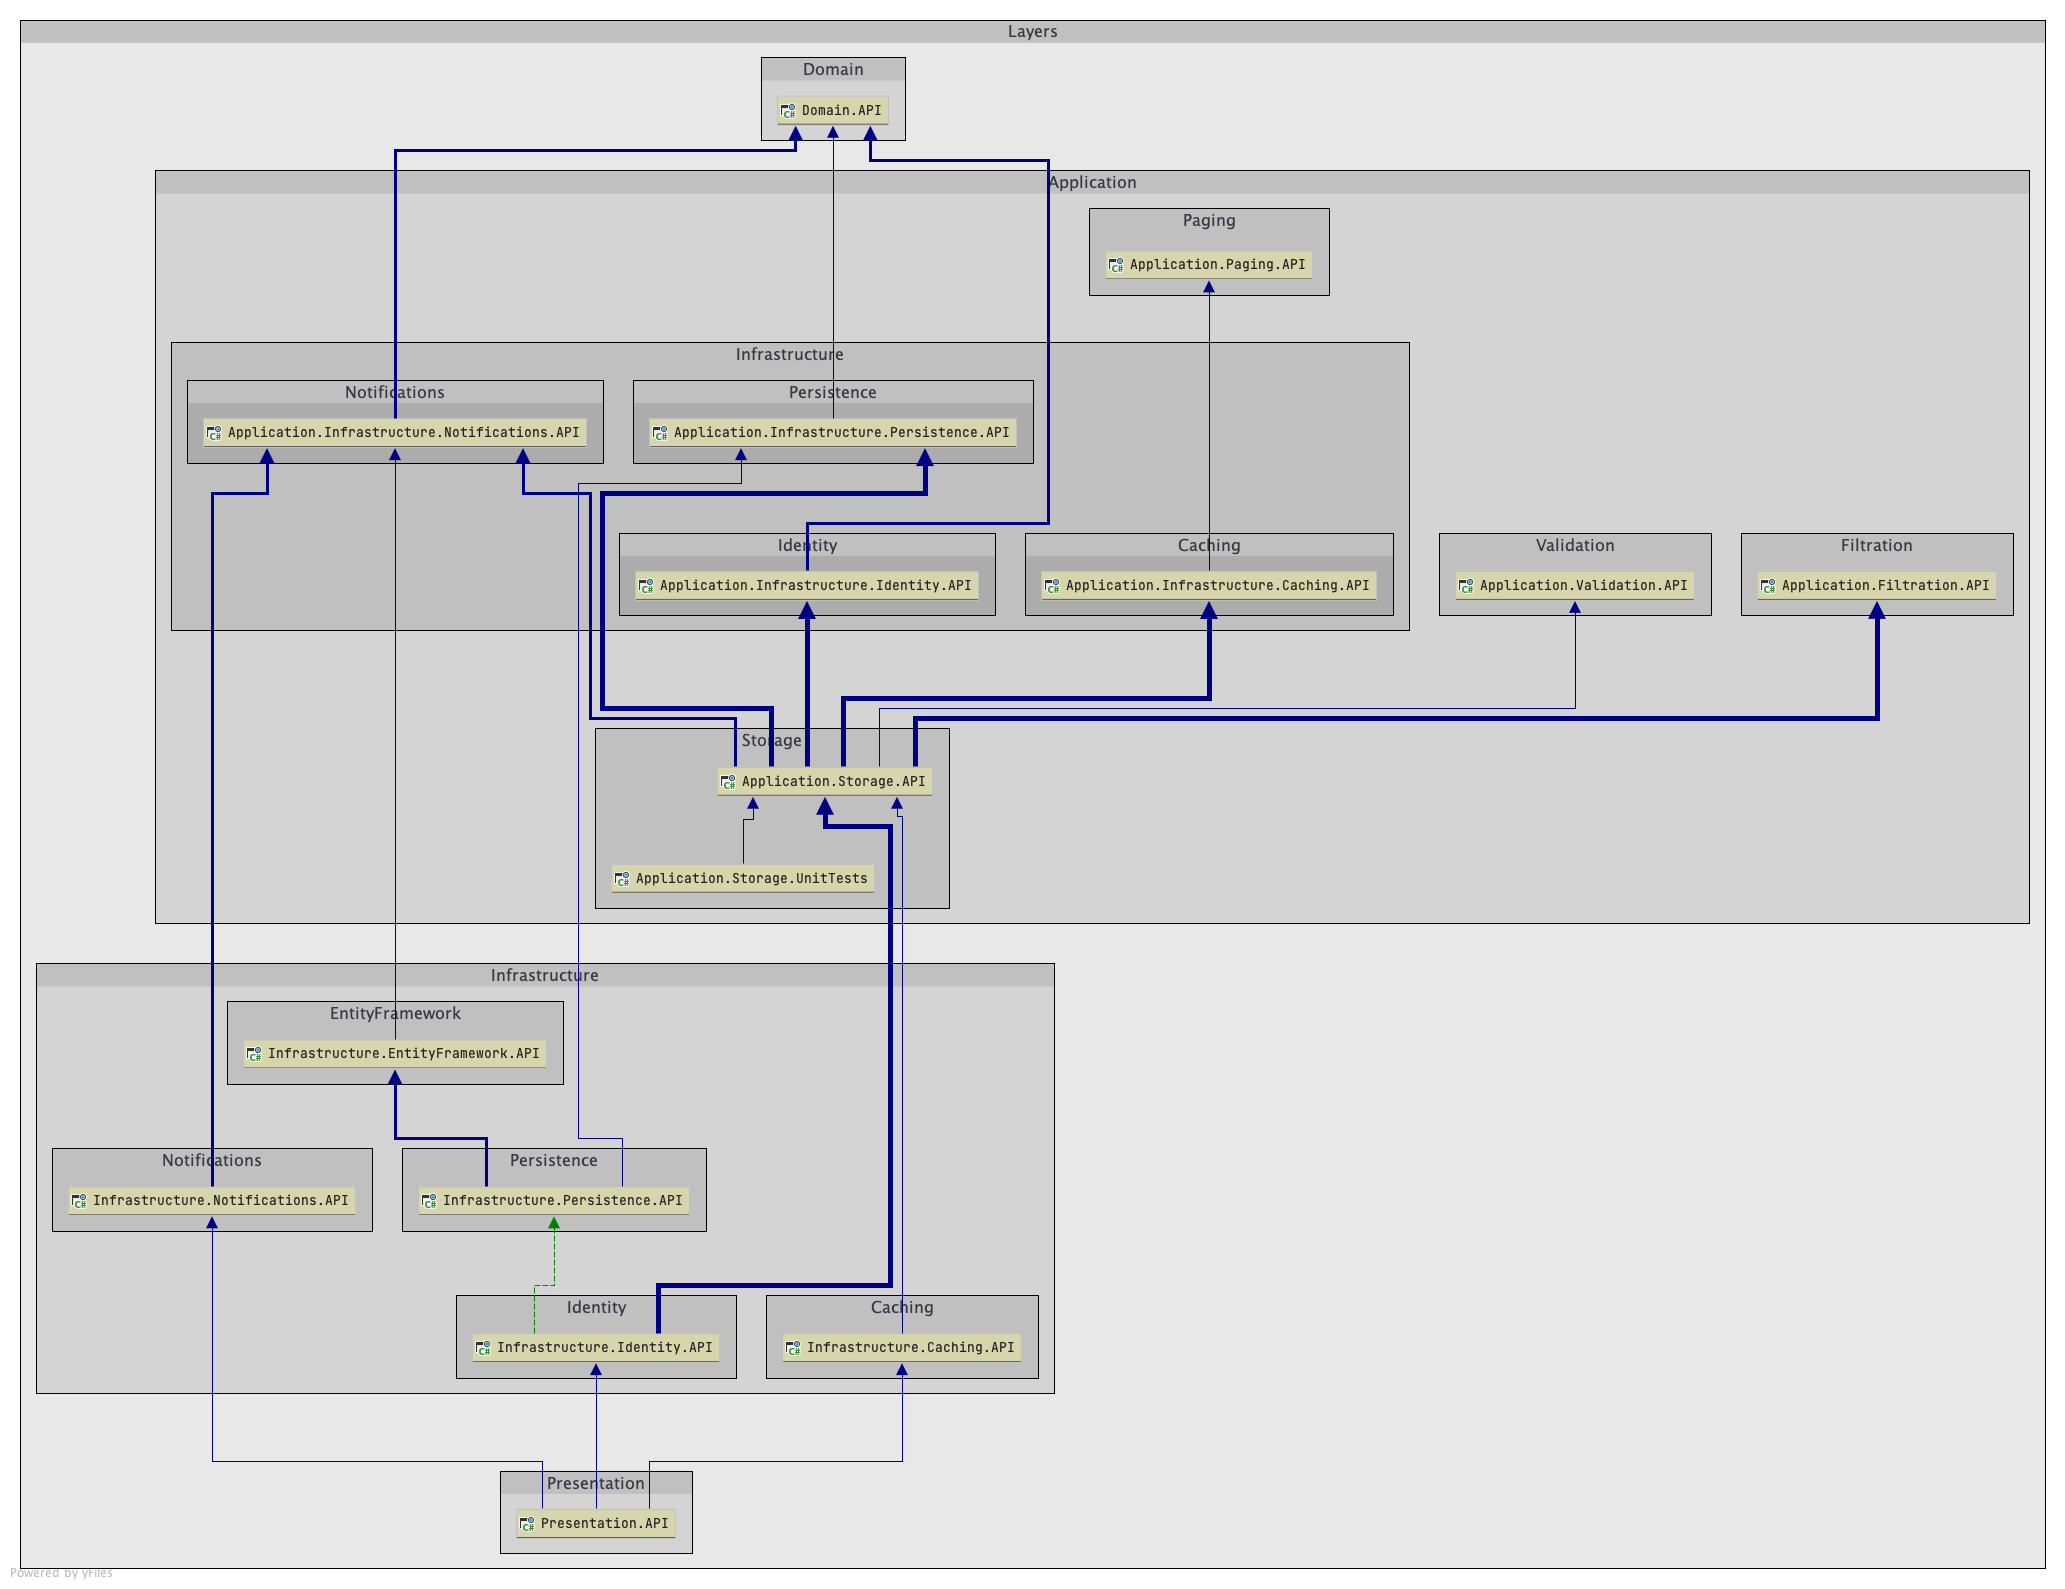 Layers
Domain
C# Domain.API
Application
Paging
C# Application.Paging.API
Infrastructure
Notifications
C# Application.Infrastructure.Notifications.API
Persistence
C# Application.Infrastructure.Persistence.API
Identity
C# Application.Infrastructure.Identity.API
Caching
C# Application.Infrastructure.Caching.API
Validation
C# Application.Validation.API
Filtration
C# Application.Filtration.API
Storage
C# Application.Storage.API
C# Application.Storage.UnitTests
Infrastructure
EntityFramework
C# Infrastructure.EntityFramework.API
Notifications
C# Infrastructure.Notifications.API
Persistence
C# Infrastructure.Persistence.API
Identity
C# Infrastructure.Identity.API
Caching
C# Infrastructure.Caching.API
Presentation
C# Presentation.API
Powered by yFiles